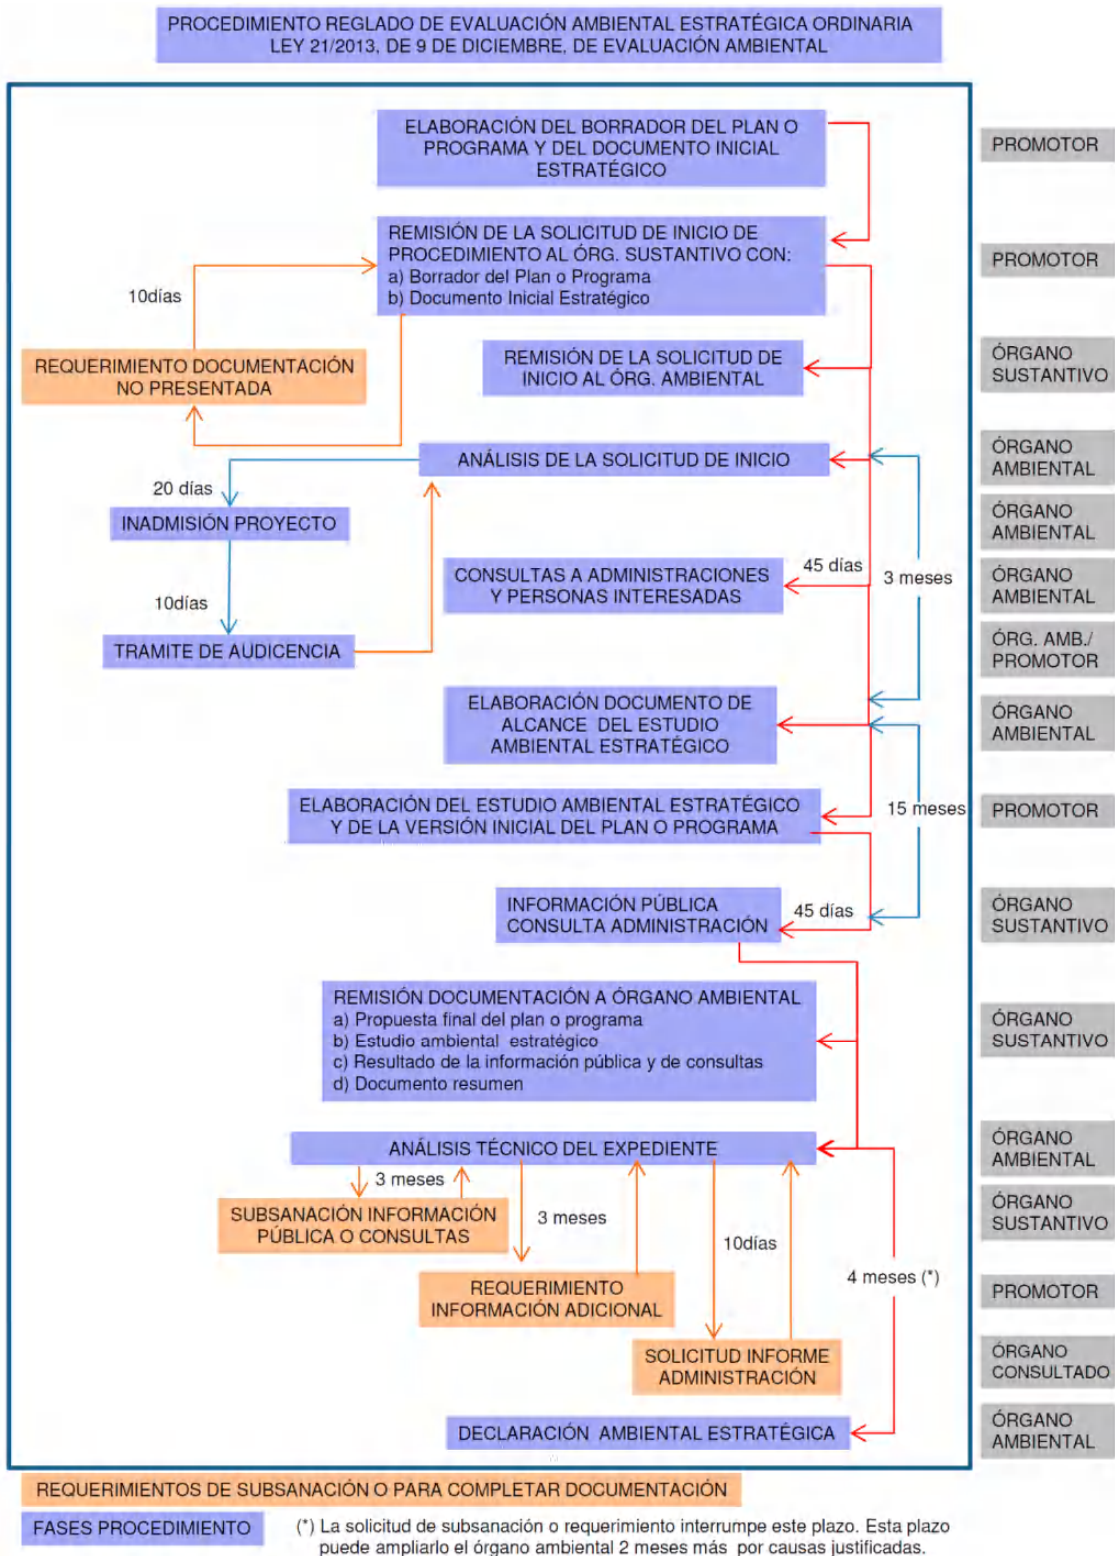 PROCEDIMIENTO REGLADO DE EVALUACIÓN AMBIENTAL ESTRATÉGICA ORDINARIA
LEY 21/2013, DE 9 DE DICIEMBRE, DE EVALUACIÓN AMBIENTAL
ELABORACIÓN DEL BORRADOR DEL PLAN O
PROGRAMA Y DEL DOCUMENTO INICIAL
ESTRATÉGICO
PROMOTOR
REMISIÓN DE LA SOLICITUD DE INICIO DE
PROCEDIMIENTO AL ÓRG. SUSTANTIVO CON:
a) Borrador del Plan o Programa
b) Documento Inicial Estratégico
PROMOTOR
10días
REQUERIMIENTO DOCUMENTACIÓN
NO PRESENTADA
REMISIÓN DE LA SOLICITUD DE
INICIO AL ÓRG. AMBIENTAL
ÓRGANO
SUSTANTIVO
ANÁLISIS DE LA SOLICITUD DE INICIO
ÓRGANO
AMBIENTAL
20 días
INADMISIÓN PROYECTO
ÓRGANO
AMBIENTAL
CONSULTAS A ADMINISTRACIONES
Y PERSONAS INTERESADAS
45 días
3 meses
ÓRGANO
AMBIENTAL
10días
TRAMITE DE AUDICENCIA
ÓRG. AMB./
PROMOTOR
ELABORACIÓN DOCUMENTO DE
ALCANCE DEL ESTUDIO
AMBIENTAL ESTRATÉGICO
ÓRGANO
AMBIENTAL
ELABORACIÓN DEL ESTUDIO AMBIENTAL ESTRATÉGICO
Y DE LA VERSIÓN INICIAL DEL PLAN O PROGRAMA
15 meses
PROMOTOR
INFORMACIÓN PÚBLICA
CONSULTA ADMINISTRACIÓN
45 días
ÓRGANO
SUSTANTIVO
REMISIÓN DOCUMENTACIÓN A ÓRGANO AMBIENTAL
a) Propuesta final del plan o programa
b) Estudio ambiental estratégico
c) Resultado de la información pública y de consultas
d) Documento resumen
ÓRGANO
SUSTANTIVO
ANÁLISIS TÉCNICO DEL EXPEDIENTE
ÓRGANO
AMBIENTAL
3 meses
SUBSANACIÓN INFORMACIÓN
PÚBLICA O CONSULTAS
ÓRGANO
SUSTANTIVO
3 meses
10días
4 meses (*)
REQUERIMIENTO
INFORMACIÓN ADICIONAL
PROMOTOR
SOLICITUD INFORME
ADMINISTRACIÓN
ÓRGANO
CONSULTADO
DECLARACIÓN AMBIENTAL ESTRATÉGICA
ÓRGANO
AMBIENTAL
REQUERIMIENTOS DE SUBSANACIÓN O PARA COMPLETAR DOCUMENTACIÓN
FASES PROCEDIMIENTO
(*) La solicitud de subsanación o requerimiento interrumpe este plazo. Esta plazo
puede ampliarlo el órgano ambiental 2 meses más por causas justificadas.